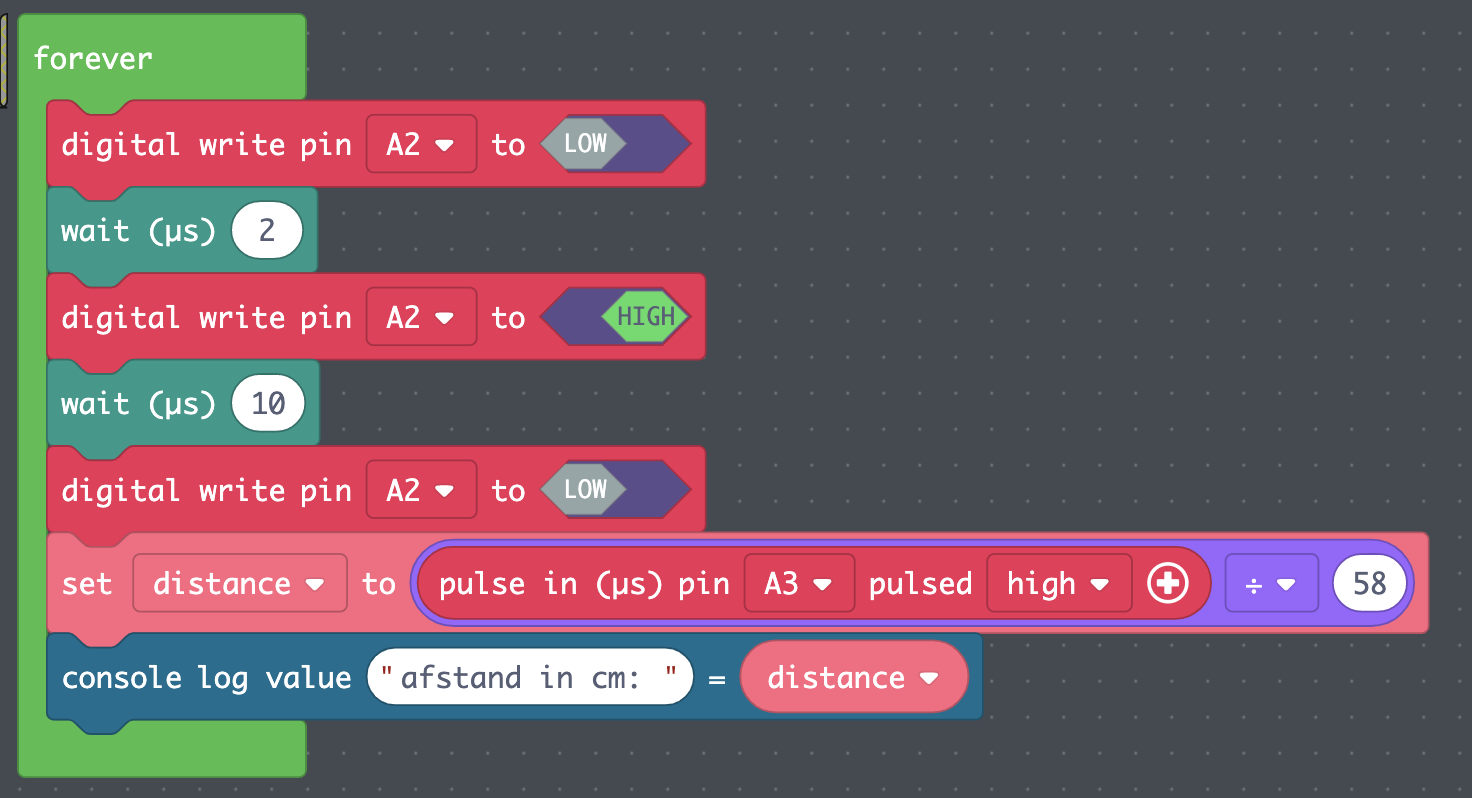 forever
digital write pin A2 to LOW
wait (µs) 2
digital write pin A2 to HIGH
wait (µs) 10
digital write pin A2 to LOW
set distance to pulse in (µs) pin A3 pulsed high ÷ 58
console log value "afstand in cm: " = distance